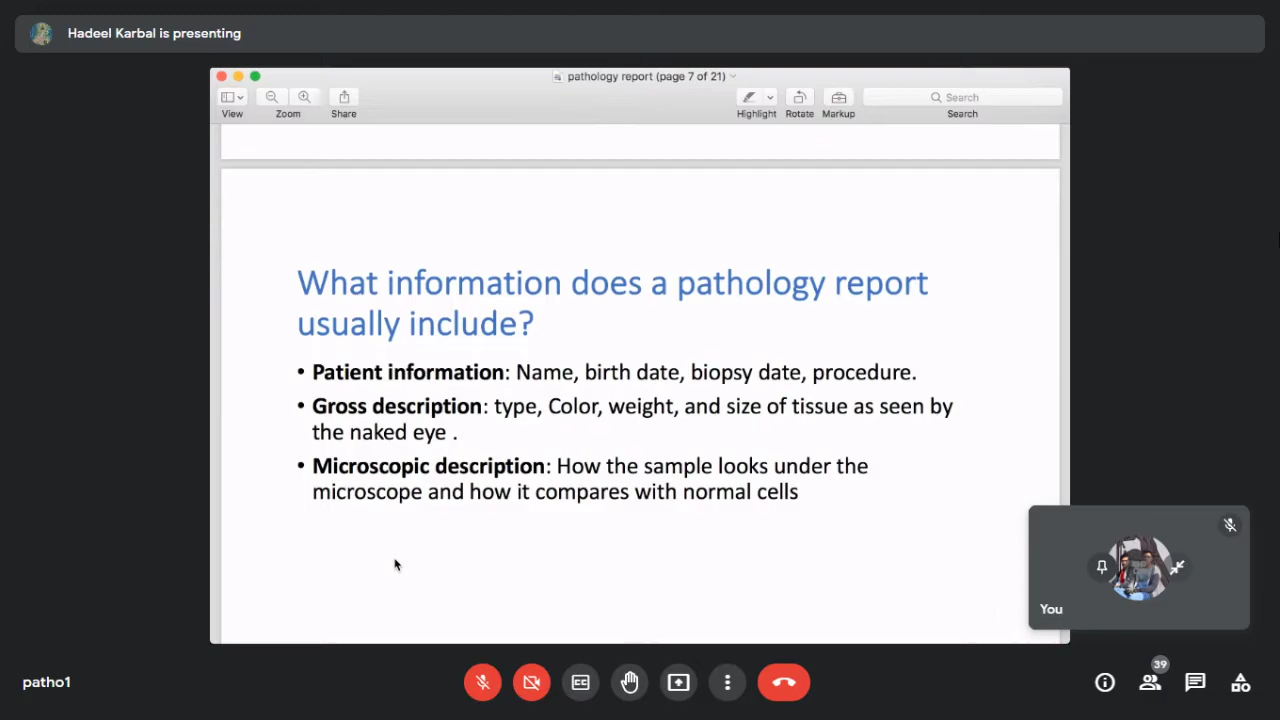 Hadeel Karbal is presenting
pathology report (page 7 of 21)
View
Zoom
Share
Highlight
Rotate
Markup
Search
Search
What information does a pathology report
usually include?
• Patient information: Name, birth date, biopsy date, procedure.
• Gross description: type, Color, weight, and size of tissue as seen by
the naked eye .
• Microscopic description: How the sample looks under the
microscope and how it compares with normal cells
You
patho1
CC
39